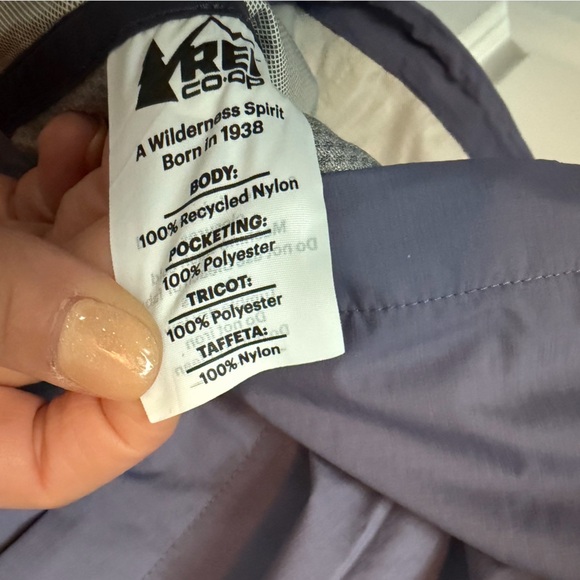 REI
CO·OP
A Wilderness Spirit
Born in 1938
BODY:
100% Recycled Nylon
POCKETING:
100% Polyester
TRICOT:
100% Polyester
TAFFETA:
100% Nylon